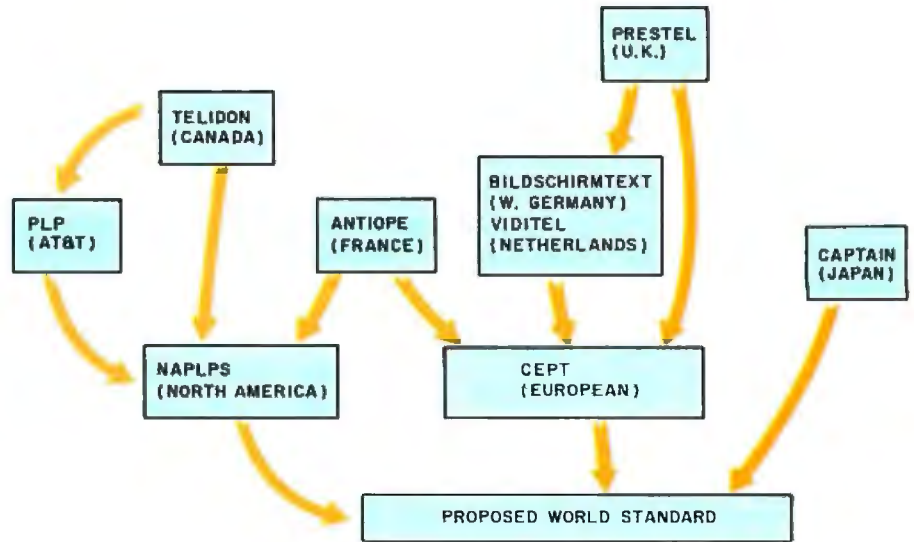 PRESTEL
(U.K.)
TELIDON
(CANADA)
BILDSCHIRMTEXT
(W. GERMANY)
VIDITEL
(NETHERLANDS)
PLP
(AT&T)
ANTIOPE
(FRANCE)
CAPTAIN
(JAPAN)
NAPLPS
(NORTH AMERICA)
CEPT
(EUROPEAN)
PROPOSED WORLD STANDARD